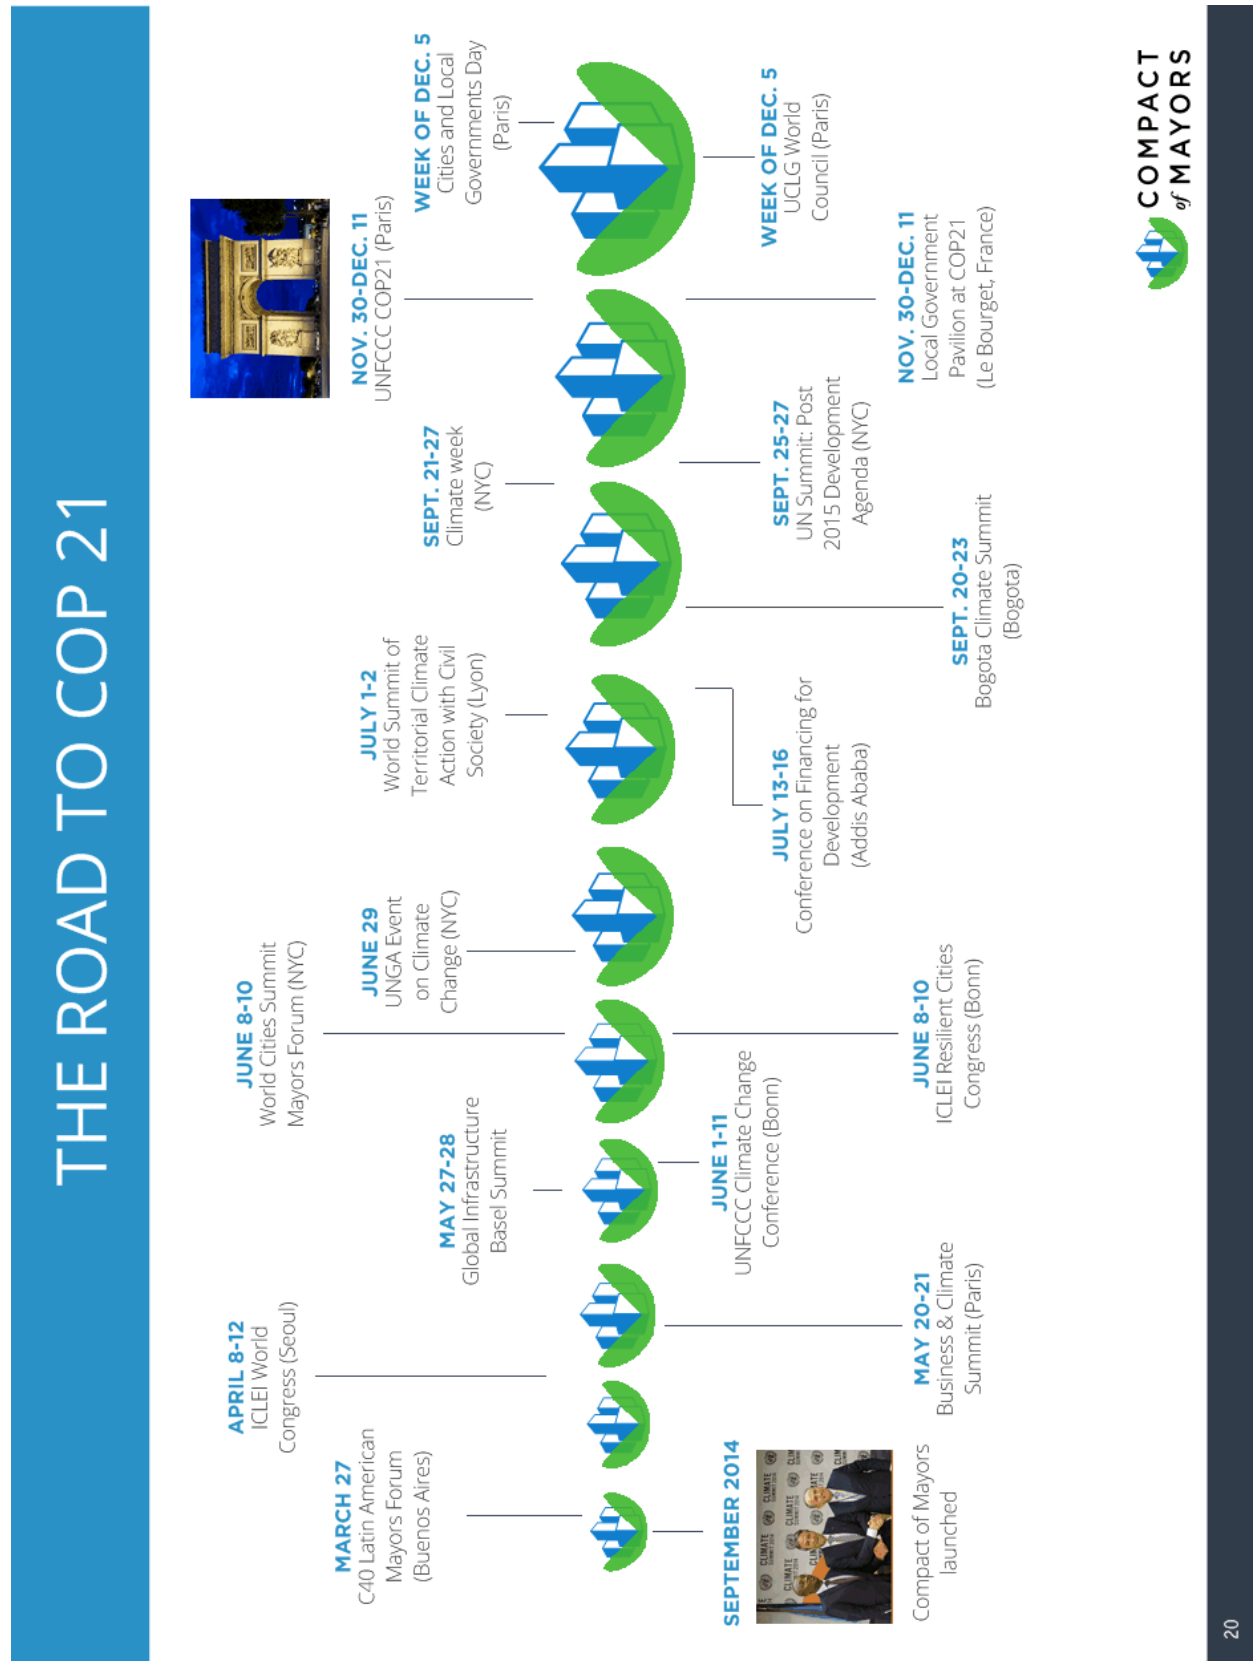 THE ROAD TO COP 21
MARCH 27
C40 Latin American
Mayors Forum
(Buenos Aires)
APRIL 8-12
ICLEI World
Congress (Seoul)
MAY 27-28
Global Infrastructure
Basel Summit
JUNE 8-10
World Cities Summit
Mayors Forum (NYC)
JUNE 29
UNGA Event
on Climate
Change (NYC)
JULY 1-2
World Summit of
Territorial Climate
Action with Civil
Society (Lyon)
SEPT. 21-27
Climate week
(NYC)
NOV. 30-DEC. 11
UNFCCC COP21 (Paris)
WEEK OF DEC. 5
Cities and Local
Governments Day
(Paris)
SEPTEMBER 2014
CLIMATE
SUMMIT 2014
CLIMATE
Compact of Mayors
launched
MAY 20-21
Business & Climate
Summit (Paris)
JUNE 1-11
UNFCCC Climate Change
Conference (Bonn)
JUNE 8-10
ICLEI Resilient Cities
Congress (Bonn)
JULY 13-16
Conference on Financing for
Development
(Addis Ababa)
SEPT. 20-23
Bogota Climate Summit
(Bogota)
SEPT. 25-27
UN Summit: Post
2015 Development
Agenda (NYC)
NOV. 30-DEC. 11
Local Government
Pavilion at COP21
(Le Bourget, France)
WEEK OF DEC. 5
UCLG World
Council (Paris)
COMPACT
of MAYORS
20